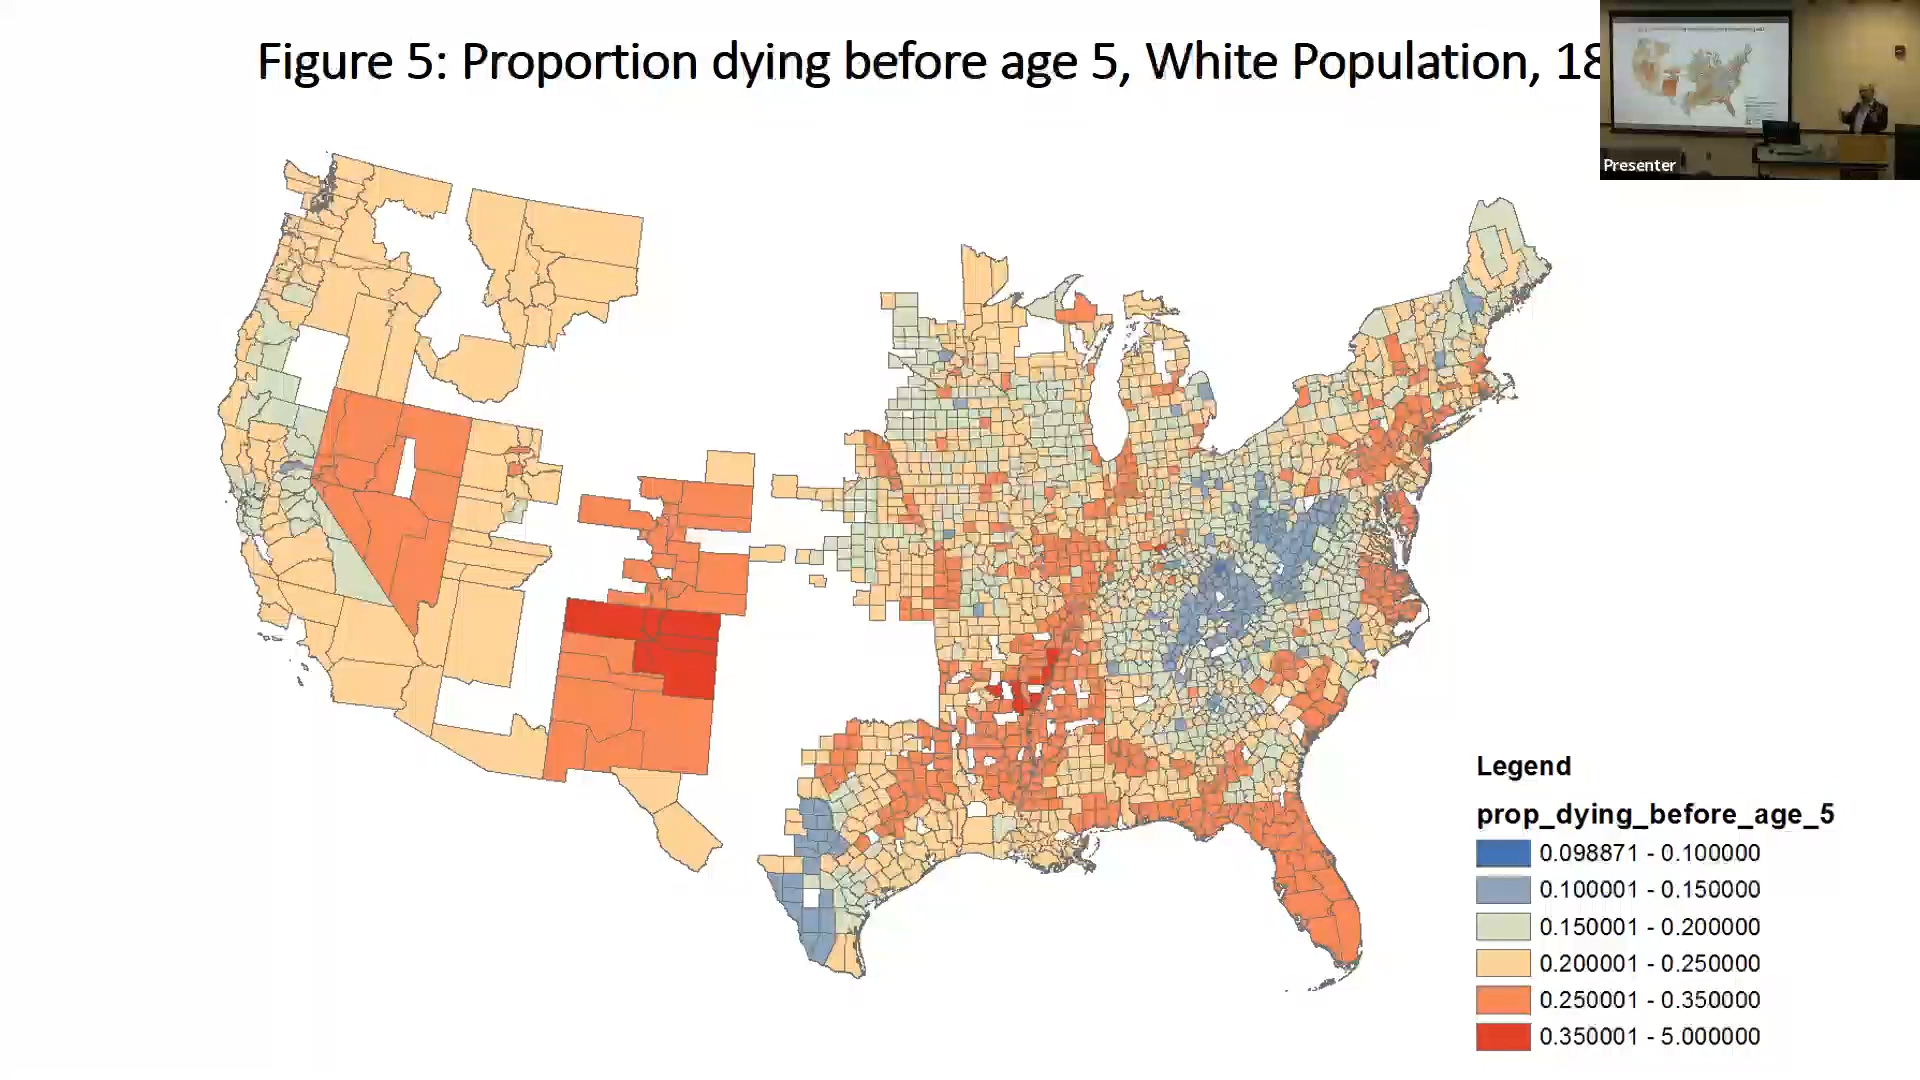 Figure 5: Proportion dying before age 5, White Population, 18
Presenter
Legend
prop_dying_before_age_5
0.098871 - 0.100000
0.100001 - 0.150000
0.150001 - 0.200000
0.200001 - 0.250000
0.250001 - 0.350000
0.350001 - 5.000000